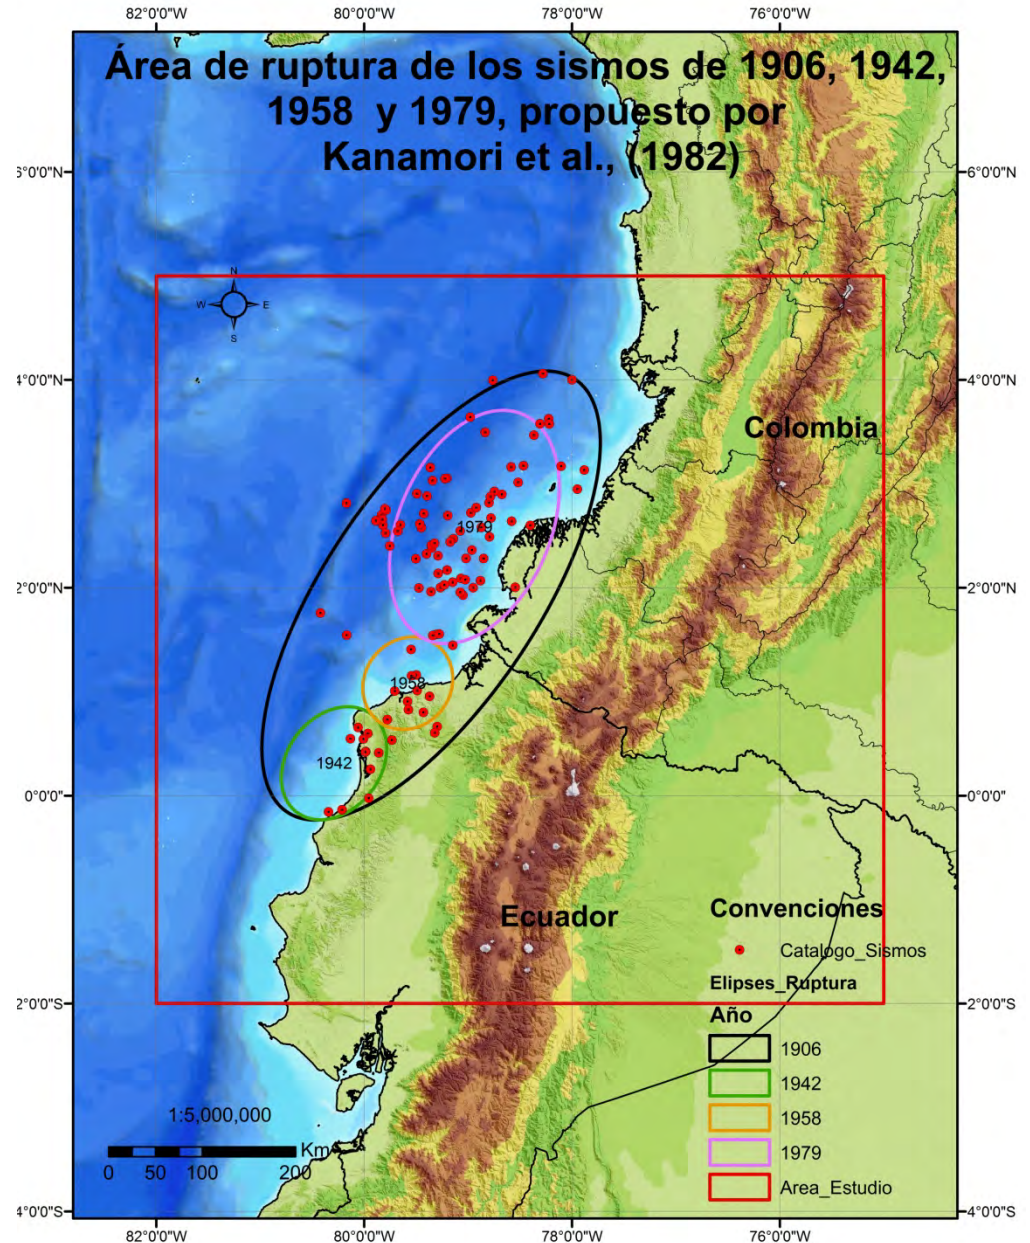 82°0'0"W 80°0'0"W 78°0'0"W 76°0'0"W
Área de ruptura de los sismos de 1906, 1942,
1958 y 1979, propuesto por
Kanamori et al., (1982)
6°0'0"N 6°0'0"N
N
W E
S
4°0'0"N 4°0'0"N
Colombia
1979
2°0'0"N 2°0'0"N
1958
1942
0°0'0" 0°0'0"
Ecuador
Convenciones
Catalogo_Sismos
Elipses_Ruptura
2°0'0"S 2°0'0"S
Año
1906
1942
1958
1979
Area_Estudio
1:5,000,000
Km
0 50 100 200
4°0'0"S 4°0'0"S
82°0'0"W 80°0'0"W 78°0'0"W 76°0'0"W